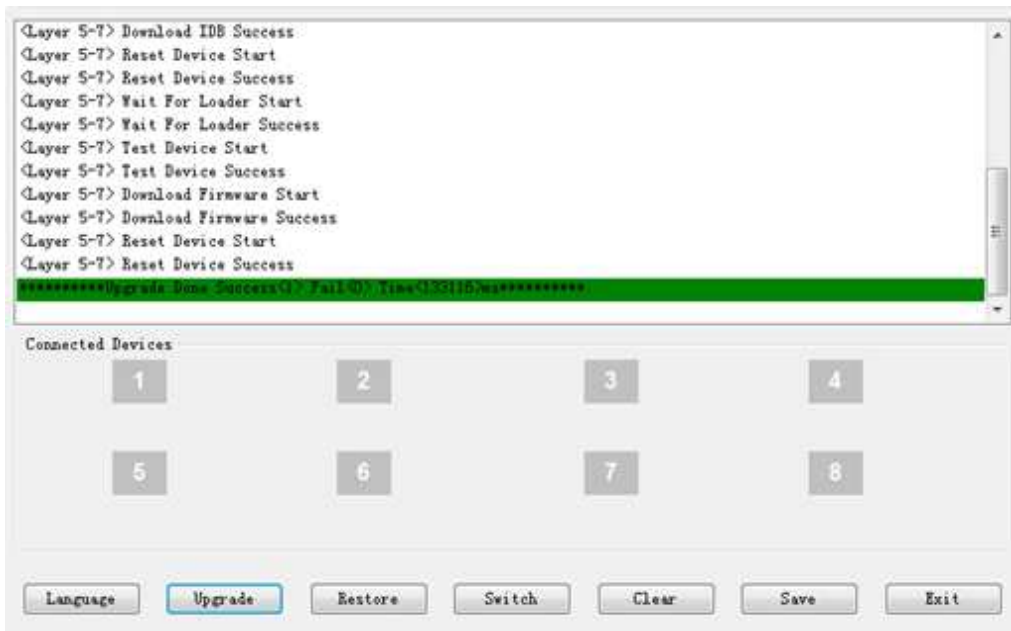 <Layer 5-7> Download IDB Success
<Layer 5-7> Reset Device Start
<Layer 5-7> Reset Device Success
<Layer 5-7> Wait For Loader Start
<Layer 5-7> Wait For Loader Success
<Layer 5-7> Test Device Start
<Layer 5-7> Test Device Success
<Layer 5-7> Download Firmware Start
<Layer 5-7> Download Firmware Success
<Layer 5-7> Reset Device Start
<Layer 5-7> Reset Device Success
**********Upgrade Done Success<1> Fail<0> Time<133116>ms**********
Connected Devices
1 2 3 4
5 6 7 8
Language Upgrade Restore Switch Clear Save Exit